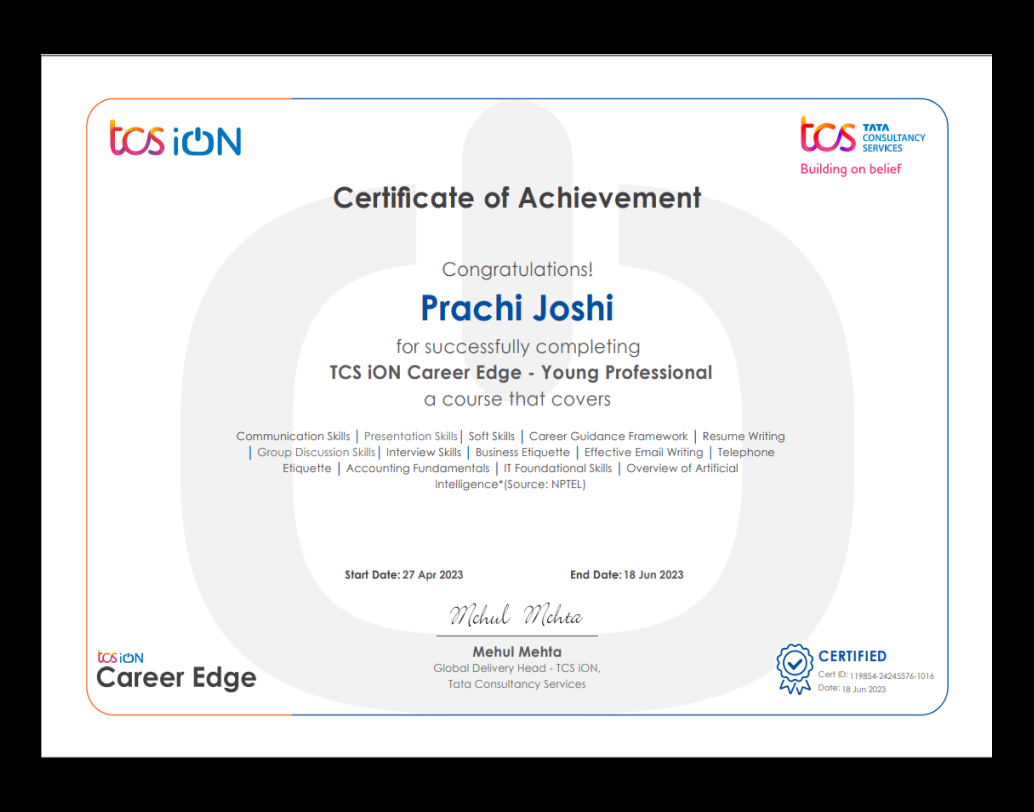 tcs iON
tcs TATA
CONSULTANCY
SERVICES
Building on belief
Certificate of Achievement
Congratulations!
Prachi Joshi
for successfully completing
TCS iON Career Edge - Young Professional
a course that covers
Communication Skills | Presentation Skills | Soft Skills | Career Guidance Framework | Resume Writing
| Group Discussion Skills | Interview Skills | Business Etiquette | Effective Email Writing | Telephone
Etiquette | Accounting Fundamentals | IT Foundational Skills | Overview of Artificial
Intelligence*(Source: NPTEL)
Start Date: 27 Apr 2023 End Date: 18 Jun 2023
Mehul Mehta
Mehul Mehta
Global Delivery Head - TCS iON,
Tata Consultancy Services
tcs iON
Career Edge
CERTIFIED
Cert ID: 119854-24245576-1016
Date: 18 Jun 2023